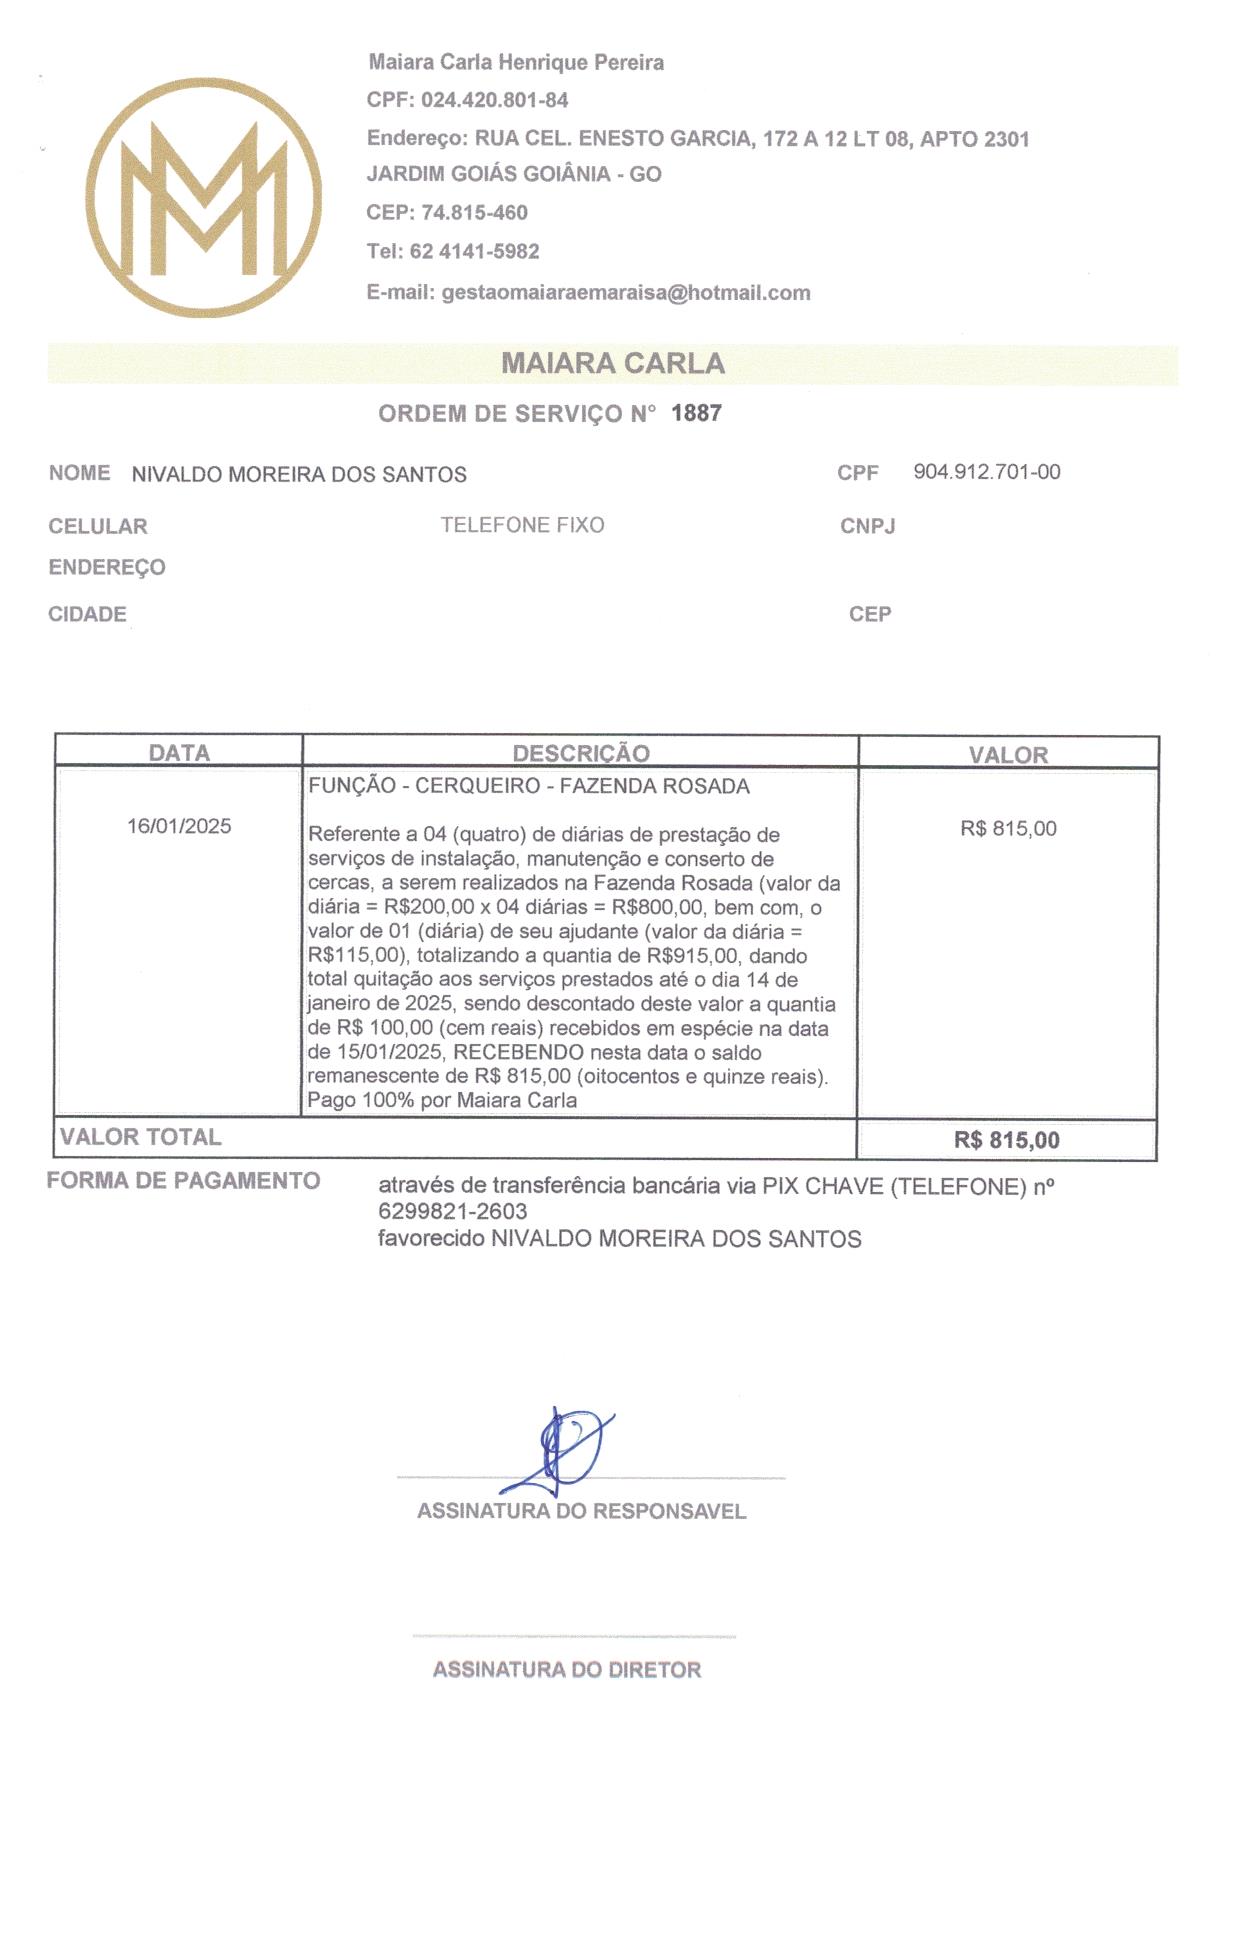 Maiara Carla Henrique Pereira
CPF: 024.420.801-84
Endereço: RUA CEL. ENESTO GARCIA, 172 A 12 LT 08, APTO 2301
JARDIM GOIÁS GOIÂNIA - GO
CEP: 74.815-460
Tel: 62 4141-5982
E-mail: gestaomaiaraemaraisa@hotmail.com
MAIARA CARLA
ORDEM DE SERVIÇO N° 1887
NOME NIVALDO MOREIRA DOS SANTOS CPF 904.912.701-00
CELULAR TELEFONE FIXO CNPJ
ENDEREÇO
CIDADE CEP
DATA DESCRIÇÃO VALOR
FUNÇÃO - CERQUEIRO - FAZENDA ROSADA
16/01/2025 R$ 815,00
Referente a 04 (quatro) de diárias de prestação de
serviços de instalação, manutenção e conserto de
cercas, a serem realizados na Fazenda Rosada (valor da
diária = R$200,00 x 04 diárias = R$800,00, bem com, o
valor de 01 (diária) de seu ajudante (valor da diária =
R$115,00), totalizando a quantia de R$915,00, dando
total quitação aos serviços prestados até o dia 14 de
janeiro de 2025, sendo descontado deste valor a quantia
de R$ 100,00 (cem reais) recebidos em espécie na data
de 15/01/2025, RECEBENDO nesta data o saldo
remanescente de R$ 815,00 (oitocentos e quinze reais).
Pago 100% por Maiara Carla
VALOR TOTAL R$ 815,00
FORMA DE PAGAMENTO através de transferência bancária via PIX CHAVE (TELEFONE) nº
6299821-2603
favorecido NIVALDO MOREIRA DOS SANTOS
ASSINATURA DO RESPONSAVEL
ASSINATURA DO DIRETOR